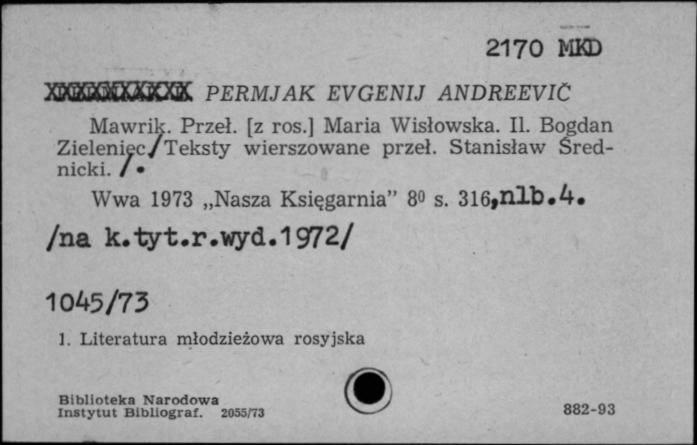 2170 MKD
PERMJAK EVGENIJ ANDREEVIČ
Mawrik. Przeł. [z ros.] Maria Wisłowska. Il. Bogdan
Zieleniec/Teksty wierszowane przeł. Stanisław Śred-
nicki. /.
Wwa 1973 „Nasza Księgarnia” 8⁰ s. 316,nlb.4.
/na k.tyt.r.wyd.1972/
1045/73
1. Literatura młodzieżowa rosyjska
Biblioteka Narodowa
Instytut Bibliograf. 2055/73
882-93